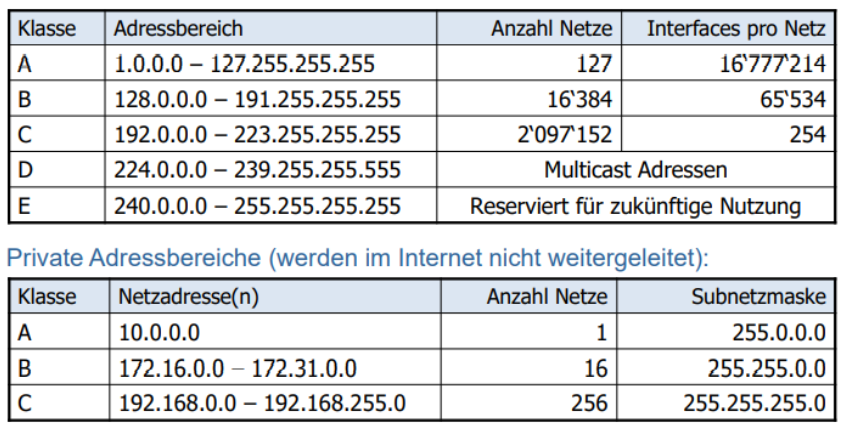 Klasse Adressbereich Anzahl Netze Interfaces pro Netz
A 1.0.0.0 – 127.255.255.255 127 16‵777‵214
B 128.0.0.0 – 191.255.255.255 16‵384 65‵534
C 192.0.0.0 – 223.255.255.255 2‵097‵152 254
D 224.0.0.0 – 239.255.255.555 Multicast Adressen
E 240.0.0.0 – 255.255.255.255 Reserviert für zukünftige Nutzung
Private Adressbereiche (werden im Internet nicht weitergeleitet):
Klasse Netzadresse(n) Anzahl Netze Subnetzmaske
A 10.0.0.0 1 255.0.0.0
B 172.16.0.0 – 172.31.0.0 16 255.255.0.0
C 192.168.0.0 – 192.168.255.0 256 255.255.255.0